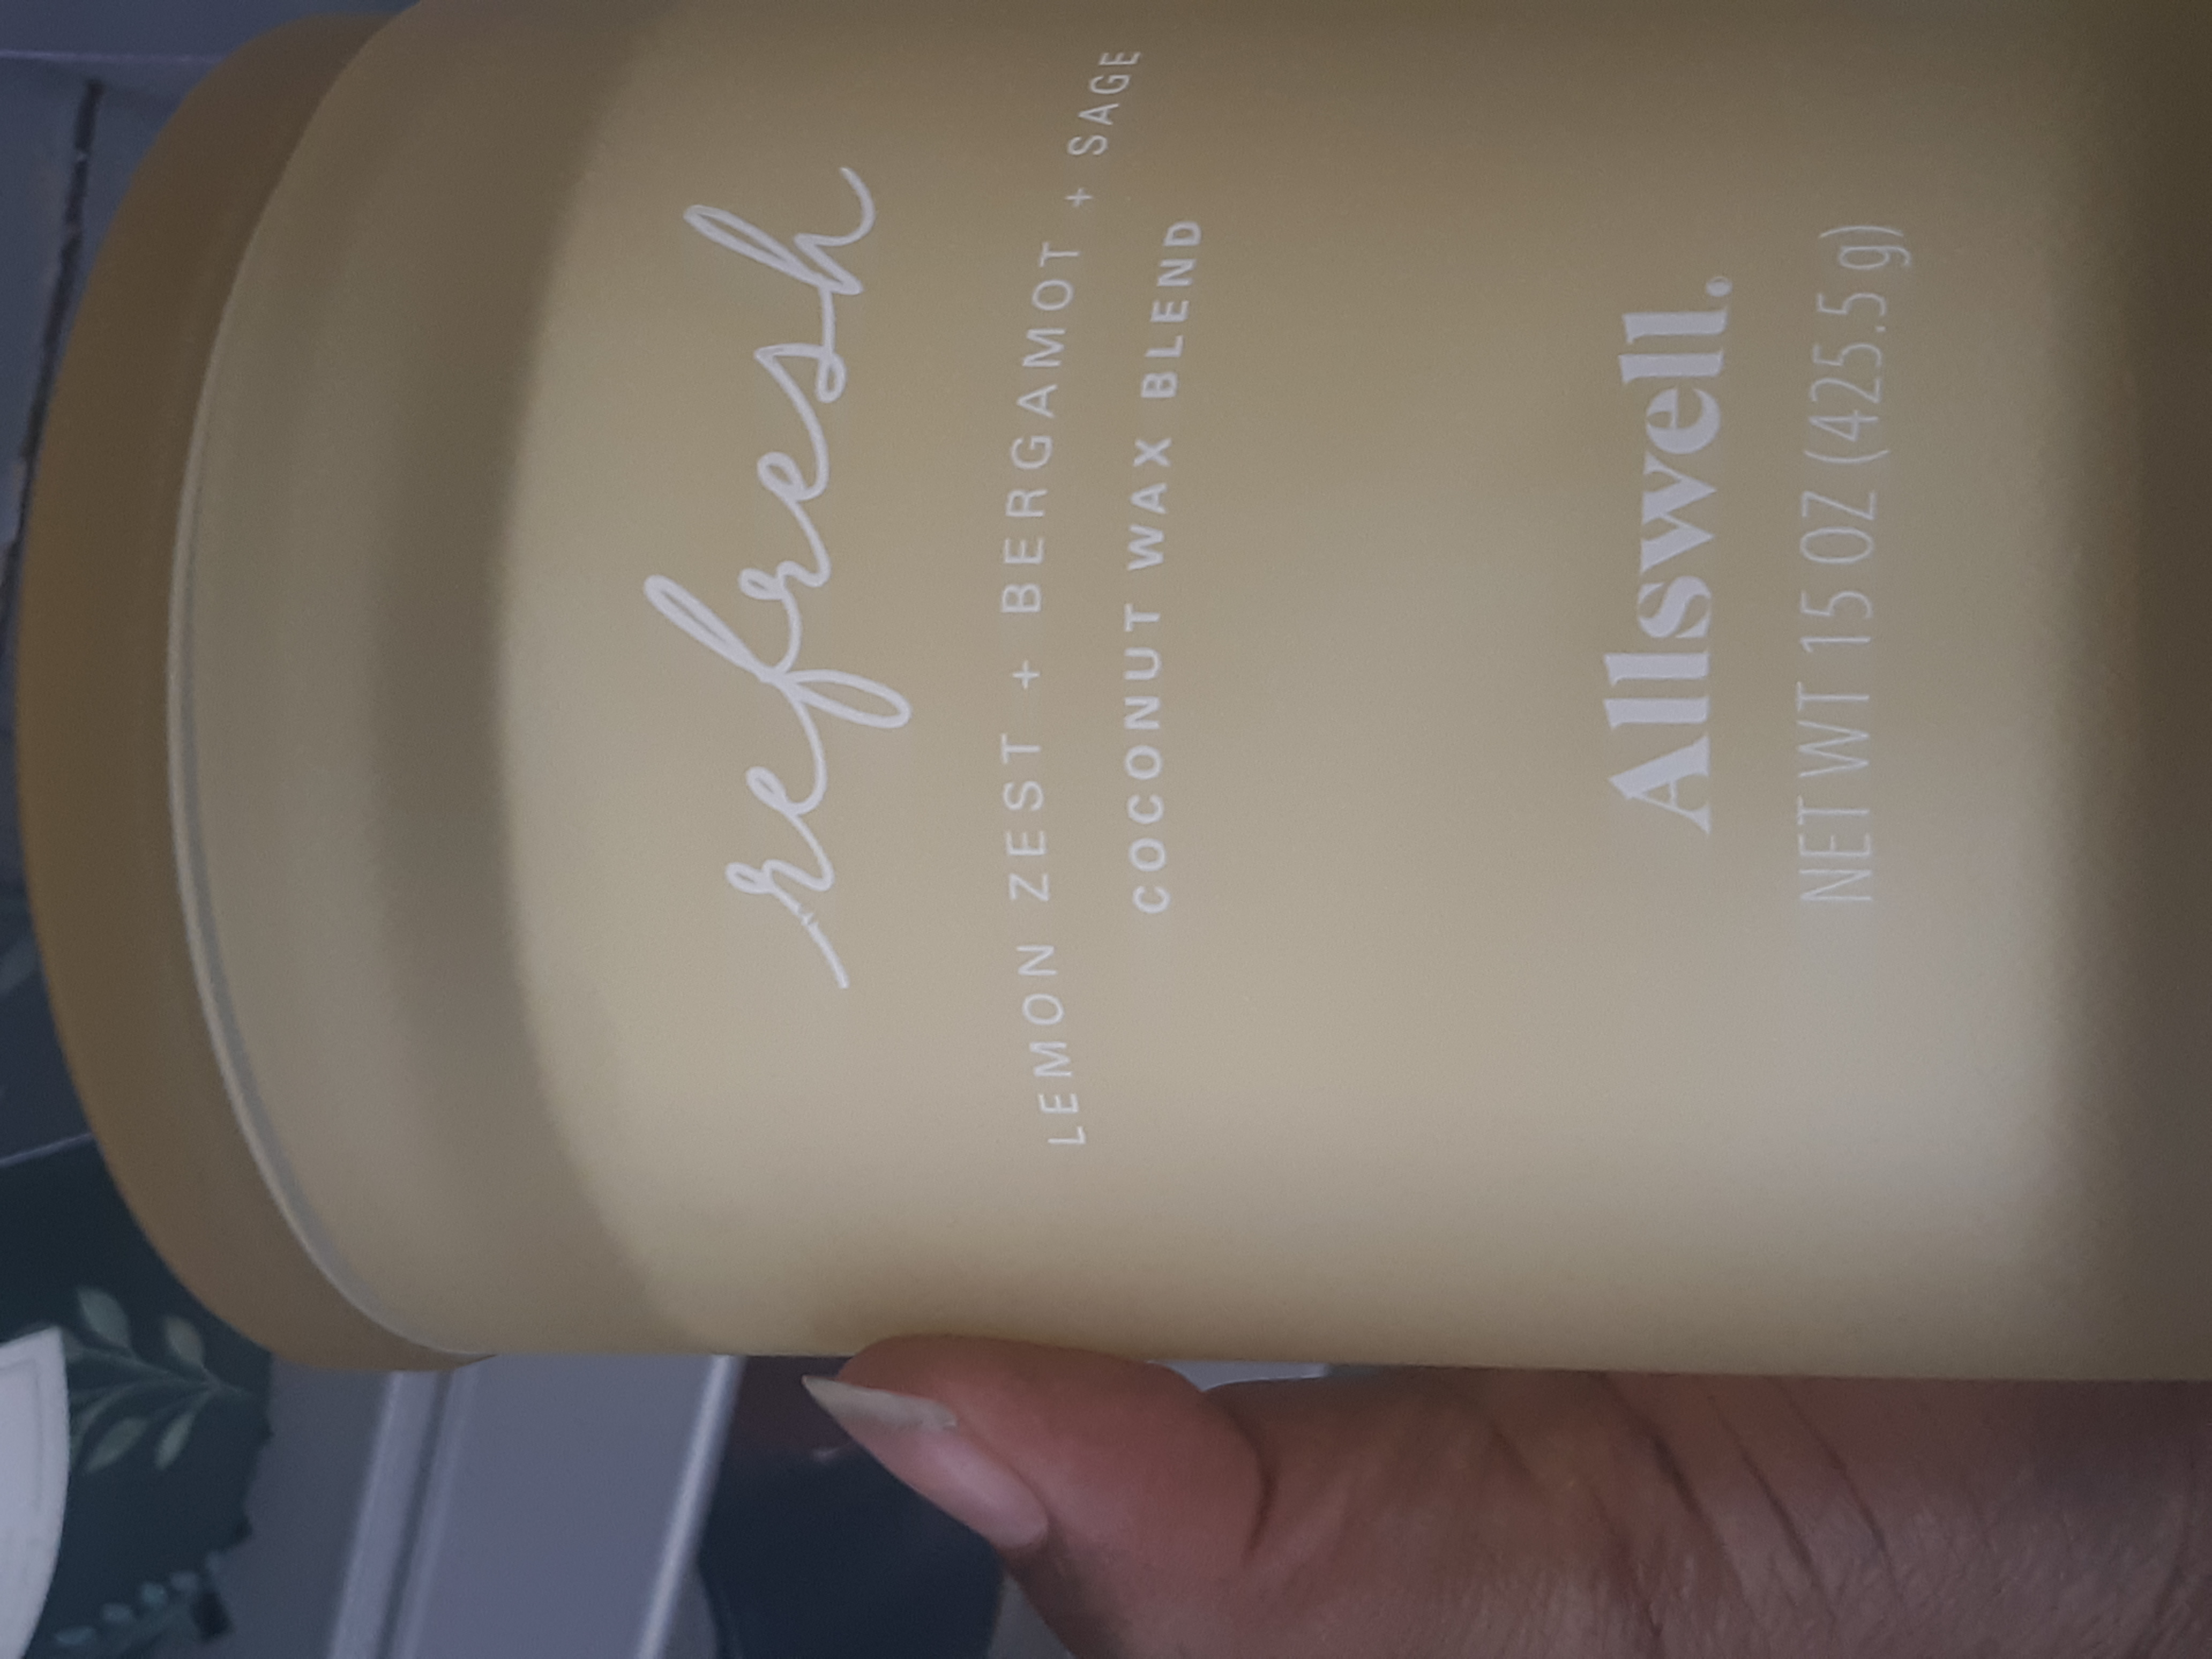 refresh
LEMON ZEST + BERGAMOT + SAGE
COCONUT WAX BLEND
Allswell.
NET WT 15 OZ (425.5 g)